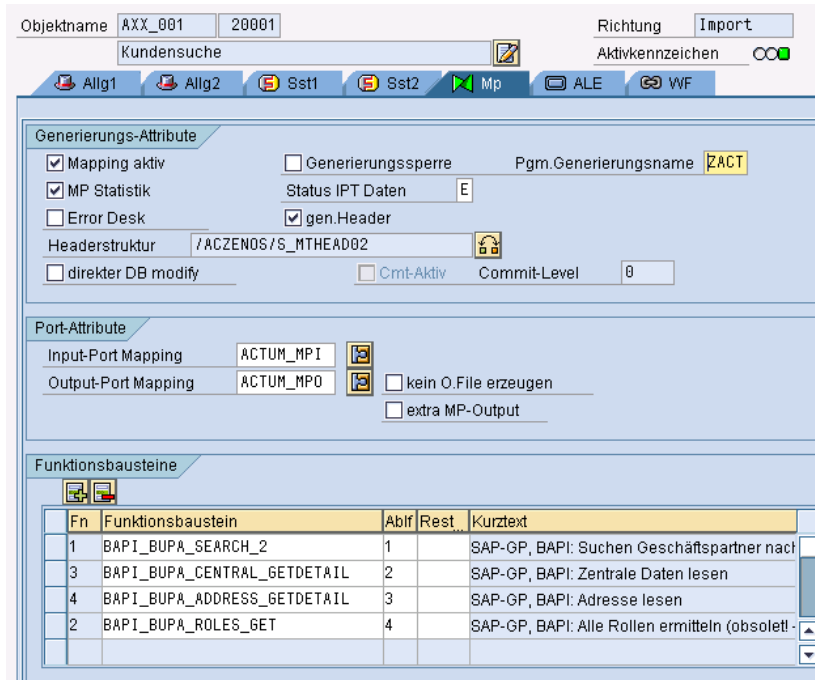 Objektname AXX_001 20001 Richtung Import
Kundensuche Aktivkennzeichen
Allg1 Allg2 Sst1 Sst2 Mp ALE WF
Generierungs-Attribute
Mapping aktiv Generierungssperre Pgm.Generierungsname ZACT
MP Statistik Status IPT Daten E
Error Desk gen.Header
Headerstruktur /ACZENOS/S_MTHEAD02
direkter DB modify Cmt-Aktiv Commit-Level 0
Port-Attribute
Input-Port Mapping ACTUM_MPI
Output-Port Mapping ACTUM_MPO kein O.File erzeugen
extra MP-Output
Funktionsbausteine
Fn Funktionsbaustein Ablf Rest... Kurztext
1 BAPI_BUPA_SEARCH_2 1 SAP-GP, BAPI: Suchen Geschäftspartner nach
3 BAPI_BUPA_CENTRAL_GETDETAIL 2 SAP-GP, BAPI: Zentrale Daten lesen
4 BAPI_BUPA_ADDRESS_GETDETAIL 3 SAP-GP, BAPI: Adresse lesen
2 BAPI_BUPA_ROLES_GET 4 SAP-GP, BAPI: Alle Rollen ermitteln (obsolet! -